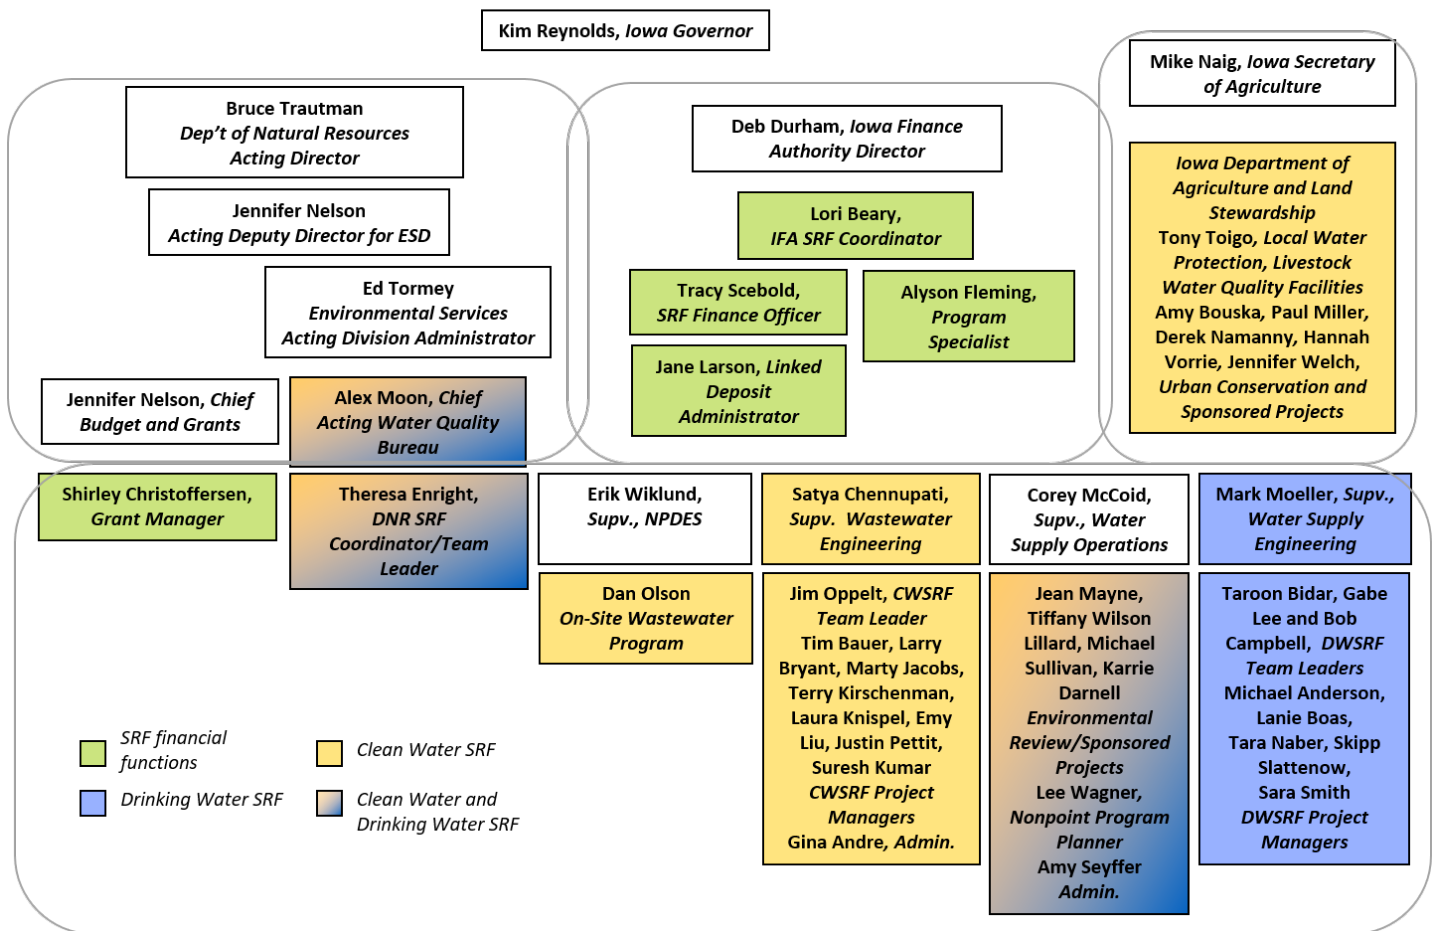 Kim Reynolds, Iowa Governor
Mike Naig, Iowa Secretary
of Agriculture
Bruce Trautman
Dep’t of Natural Resources
Acting Director
Deb Durham, Iowa Finance
Authority Director
Iowa Department of
Agriculture and Land
Stewardship
Tony Toigo, Local Water
Protection, Livestock
Water Quality Facilities
Amy Bouska, Paul Miller,
Derek Namanny, Hannah
Vorrie, Jennifer Welch,
Urban Conservation and
Sponsored Projects
Jennifer Nelson
Acting Deputy Director for ESD
Lori Beary,
IFA SRF Coordinator
Ed Tormey
Environmental Services
Acting Division Administrator
Tracy Scebold,
SRF Finance Officer
Alyson Fleming,
Program
Specialist
Jane Larson, Linked
Deposit
Administrator
Jennifer Nelson, Chief
Budget and Grants
Alex Moon, Chief
Acting Water Quality
Bureau
Shirley Christoffersen,
Grant Manager
Theresa Enright,
DNR SRF
Coordinator/Team
Leader
Erik Wiklund,
Supv., NPDES
Satya Chennupati,
Supv.  Wastewater
Engineering
Corey McCoid,
Supv., Water
Supply Operations
Mark Moeller, Supv.,
Water Supply
Engineering
Dan Olson
On-Site Wastewater
Program
Jim Oppelt, CWSRF
Team Leader
Tim Bauer, Larry
Bryant, Marty Jacobs,
Terry Kirschenman,
Laura Knispel, Emy
Liu, Justin Pettit,
Suresh Kumar
CWSRF Project
Managers
Gina Andre, Admin.
Jean Mayne,
Tiffany Wilson
Lillard, Michael
Sullivan, Karrie
Darnell
Environmental
Review/Sponsored
Projects
Lee Wagner,
Nonpoint Program
Planner
Amy Seyffer
Admin.
Taroon Bidar, Gabe
Lee and Bob
Campbell,  DWSRF
Team Leaders
Michael Anderson,
Lanie Boas,
Tara Naber, Skipp
Slattenow,
Sara Smith
DWSRF Project
Managers
SRF financial
functions
Clean Water SRF
Drinking Water SRF
Clean Water and
Drinking Water SRF